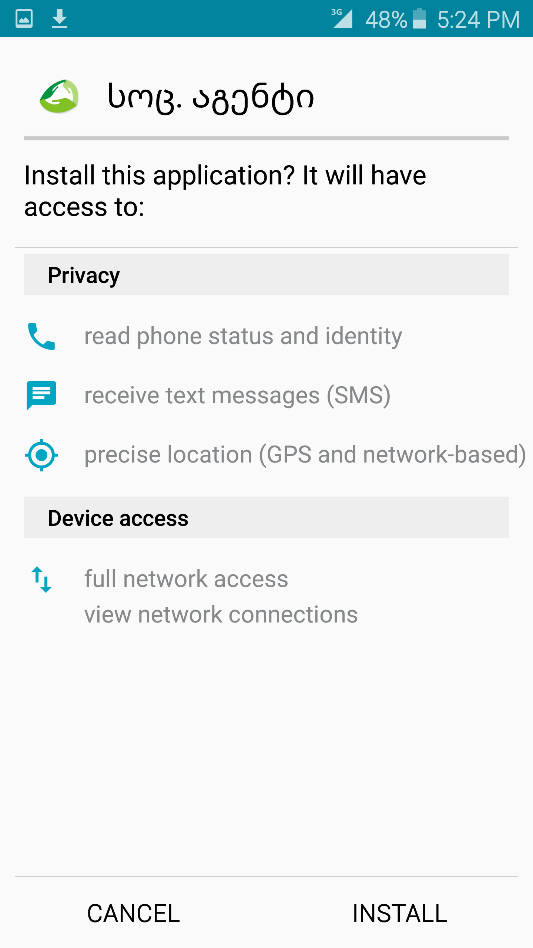 3G 48% 5:24 PM
სოც. აგენტი
Install this application? It will have
access to:
Privacy
read phone status and identity
receive text messages (SMS)
precise location (GPS and network-based)
Device access
full network access
view network connections
CANCEL INSTALL